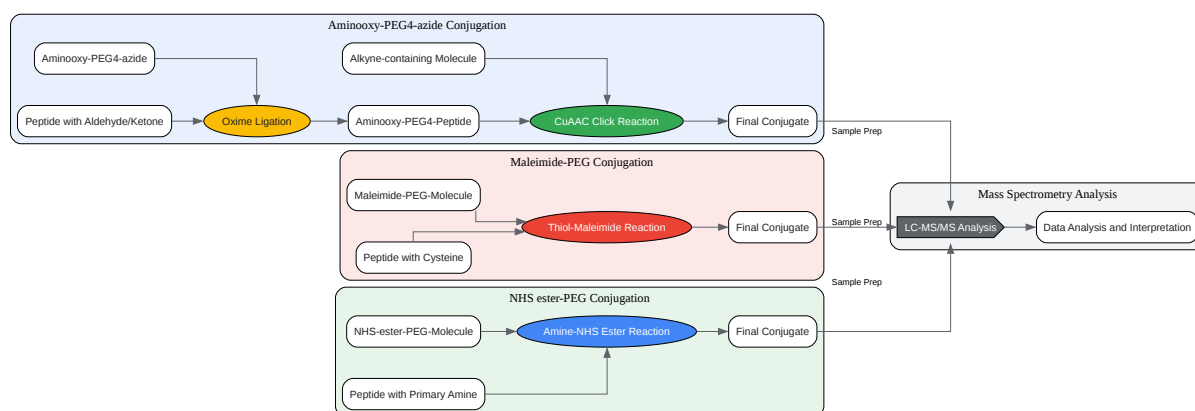 Aminooxy-PEG4-azide Conjugation
Aminooxy-PEG4-azide
Alkyne-containing Molecule
Peptide with Aldehyde/Ketone
Oxime Ligation
Aminooxy-PEG4-Peptide
CuAAC Click Reaction
Final Conjugate
Sample Prep
Maleimide-PEG Conjugation
Maleimide-PEG-Molecule
Peptide with Cysteine
Thiol-Maleimide Reaction
Final Conjugate
Sample Prep
Mass Spectrometry Analysis
LC-MS/MS Analysis
Data Analysis and Interpretation
NHS ester-PEG Conjugation
NHS-ester-PEG-Molecule
Amine-NHS Ester Reaction
Final Conjugate
Sample Prep
Peptide with Primary Amine